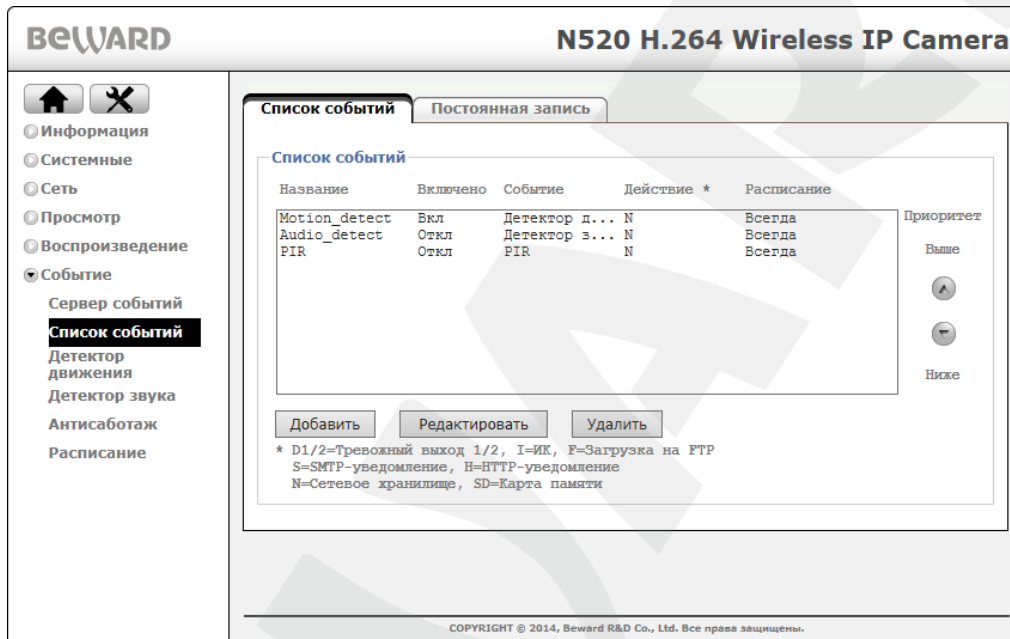 BEWARD
N520 H.264 Wireless IP Camera
Информация
Системные
Сеть
Просмотр
Воспроизведение
Событие
Сервер событий
Список событий
Детектор
движения
Детектор звука
Антисаботаж
Расписание
Список событий Постоянная запись
Список событий
Название Включено Событие Действие * Расписание
Motion_detect Вкл Детектор д... N Всегда
Audio_detect Откл Детектор з... N Всегда
PIR Откл PIR N Всегда
Приоритет
Выше
Ниже
Добавить Редактировать Удалить
* D1/2=Тревожный выход 1/2, I=ИК, F=Загрузка на FTP
S=SMTP-уведомление, H=HTTP-уведомление
N=Сетевое хранилище, SD=Карта памяти
COPYRIGHT © 2014, Beward R&D Co., Ltd. Все права защищены.